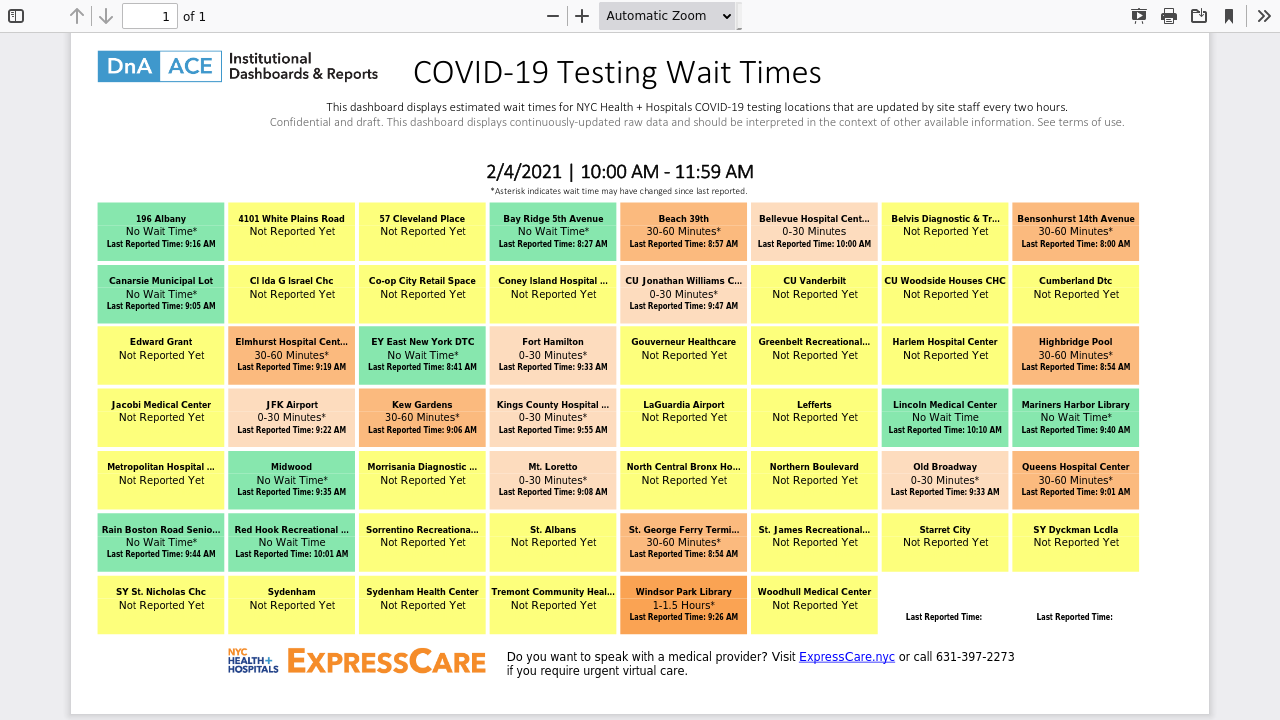 1 of 1 Automatic Zoom
DnA ACE Institutional Dashboards & Reports
COVID-19 Testing Wait Times
This dashboard displays estimated wait times for NYC Health + Hospitals COVID-19 testing locations that are updated by site staff every two hours.
Confidential and draft. This dashboard displays continuously-updated raw data and should be interpreted in the context of other available information. See terms of use.
2/4/2021 | 10:00 AM - 11:59 AM
*Asterisk indicates wait time may have changed since last reported.
196 Albany
No Wait Time*
Last Reported Time: 9:16 AM
4101 White Plains Road
Not Reported Yet
57 Cleveland Place
Not Reported Yet
Bay Ridge 5th Avenue
No Wait Time*
Last Reported Time: 8:27 AM
Beach 39th
30-60 Minutes*
Last Reported Time: 8:57 AM
Bellevue Hospital Cent...
0-30 Minutes
Last Reported Time: 10:00 AM
Belvis Diagnostic & Tr...
Not Reported Yet
Bensonhurst 14th Avenue
30-60 Minutes*
Last Reported Time: 8:00 AM
Canarsie Municipal Lot
No Wait Time*
Last Reported Time: 9:05 AM
Cl Ida G Israel Chc
Not Reported Yet
Co-op City Retail Space
Not Reported Yet
Coney Island Hospital ...
Not Reported Yet
CU Jonathan Williams C...
0-30 Minutes*
Last Reported Time: 9:47 AM
CU Vanderbilt
Not Reported Yet
CU Woodside Houses CHC
Not Reported Yet
Cumberland Dtc
Not Reported Yet
Edward Grant
Not Reported Yet
Elmhurst Hospital Cent...
30-60 Minutes*
Last Reported Time: 9:19 AM
EY East New York DTC
No Wait Time*
Last Reported Time: 8:41 AM
Fort Hamilton
0-30 Minutes*
Last Reported Time: 9:33 AM
Gouverneur Healthcare
Not Reported Yet
Greenbelt Recreational...
Not Reported Yet
Harlem Hospital Center
Not Reported Yet
Highbridge Pool
30-60 Minutes*
Last Reported Time: 8:54 AM
Jacobi Medical Center
Not Reported Yet
JFK Airport
0-30 Minutes*
Last Reported Time: 9:22 AM
Kew Gardens
30-60 Minutes*
Last Reported Time: 9:06 AM
Kings County Hospital ...
0-30 Minutes*
Last Reported Time: 9:55 AM
LaGuardia Airport
Not Reported Yet
Lefferts
Not Reported Yet
Lincoln Medical Center
No Wait Time
Last Reported Time: 10:10 AM
Mariners Harbor Library
No Wait Time*
Last Reported Time: 9:40 AM
Metropolitan Hospital ...
Not Reported Yet
Midwood
No Wait Time*
Last Reported Time: 9:35 AM
Morrisania Diagnostic ...
Not Reported Yet
Mt. Loretto
0-30 Minutes*
Last Reported Time: 9:08 AM
North Central Bronx Ho...
Not Reported Yet
Northern Boulevard
Not Reported Yet
Old Broadway
0-30 Minutes*
Last Reported Time: 9:33 AM
Queens Hospital Center
30-60 Minutes*
Last Reported Time: 9:01 AM
Rain Boston Road Senio...
No Wait Time*
Last Reported Time: 9:44 AM
Red Hook Recreational ...
No Wait Time
Last Reported Time: 10:01 AM
Sorrentino Recreationa...
Not Reported Yet
St. Albans
Not Reported Yet
St. George Ferry Termi...
30-60 Minutes*
Last Reported Time: 8:54 AM
St. James Recreational...
Not Reported Yet
Starret City
Not Reported Yet
SY Dyckman Lcdla
Not Reported Yet
SY St. Nicholas Chc
Not Reported Yet
Sydenham
Not Reported Yet
Sydenham Health Center
Not Reported Yet
Tremont Community Heal...
Not Reported Yet
Windsor Park Library
1-1.5 Hours*
Last Reported Time: 9:26 AM
Woodhull Medical Center
Not Reported Yet
Last Reported Time:
Last Reported Time:
NYC HEALTH+ HOSPITALS
EXPRESSCARE
Do you want to speak with a medical provider? Visit ExpressCare.nyc or call 631-397-2273
if you require urgent virtual care.